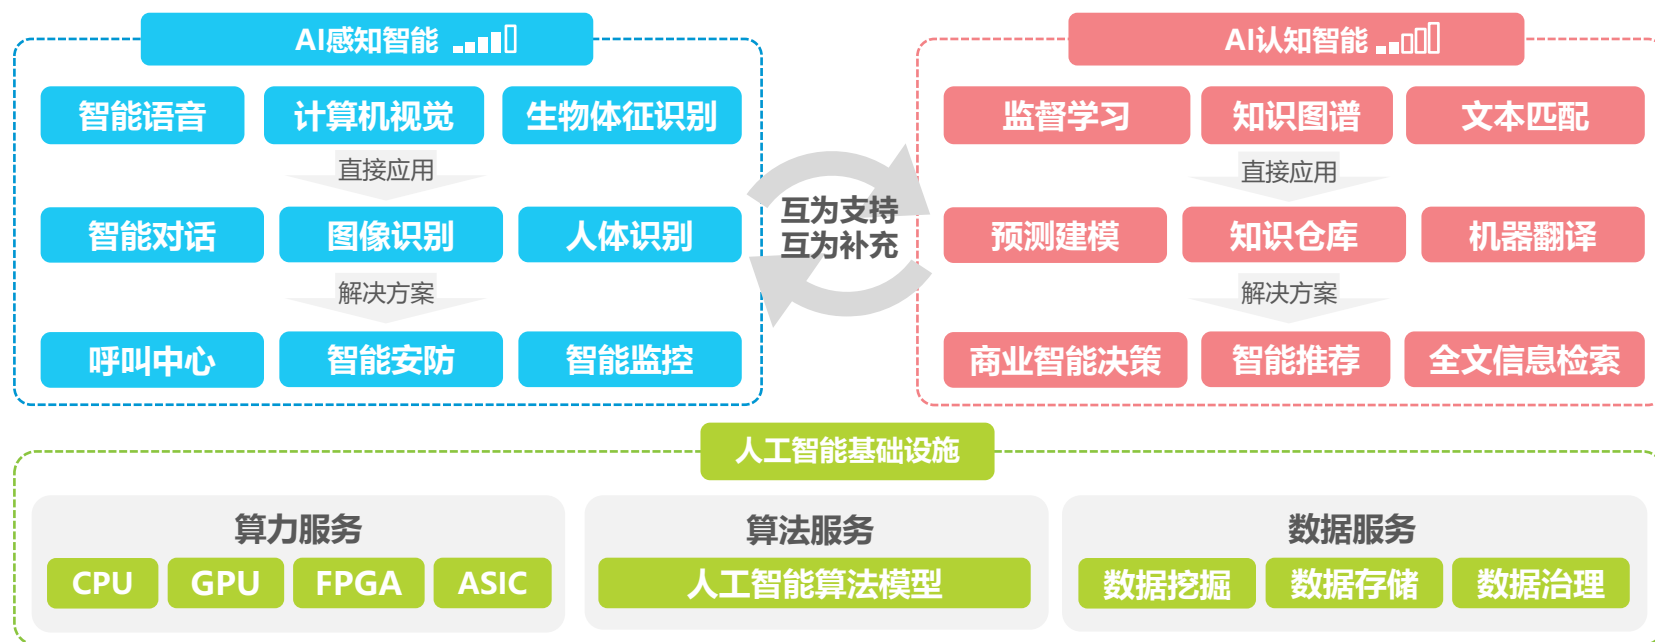 AI感知智能
智能语音 计算机视觉 生物体征识别
直接应用
智能对话 图像识别 人体识别
解决方案
呼叫中心 智能安防 智能监控
互为支持
互为补充
AI认知智能
监督学习 知识图谱 文本匹配
直接应用
预测建模 知识仓库 机器翻译
解决方案
商业智能决策 智能推荐 全文信息检索
人工智能基础设施
算力服务
CPU GPU FPGA ASIC
算法服务
人工智能算法模型
数据服务
数据挖掘 数据存储 数据治理